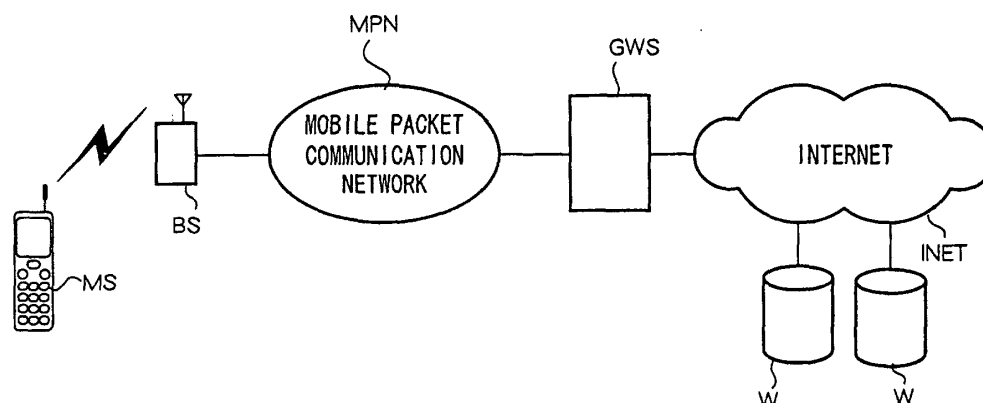 MPN
GWS
MOBILE PACKET
COMMUNICATION
NETWORK
INTERNET
BS
INET
MS
W
W